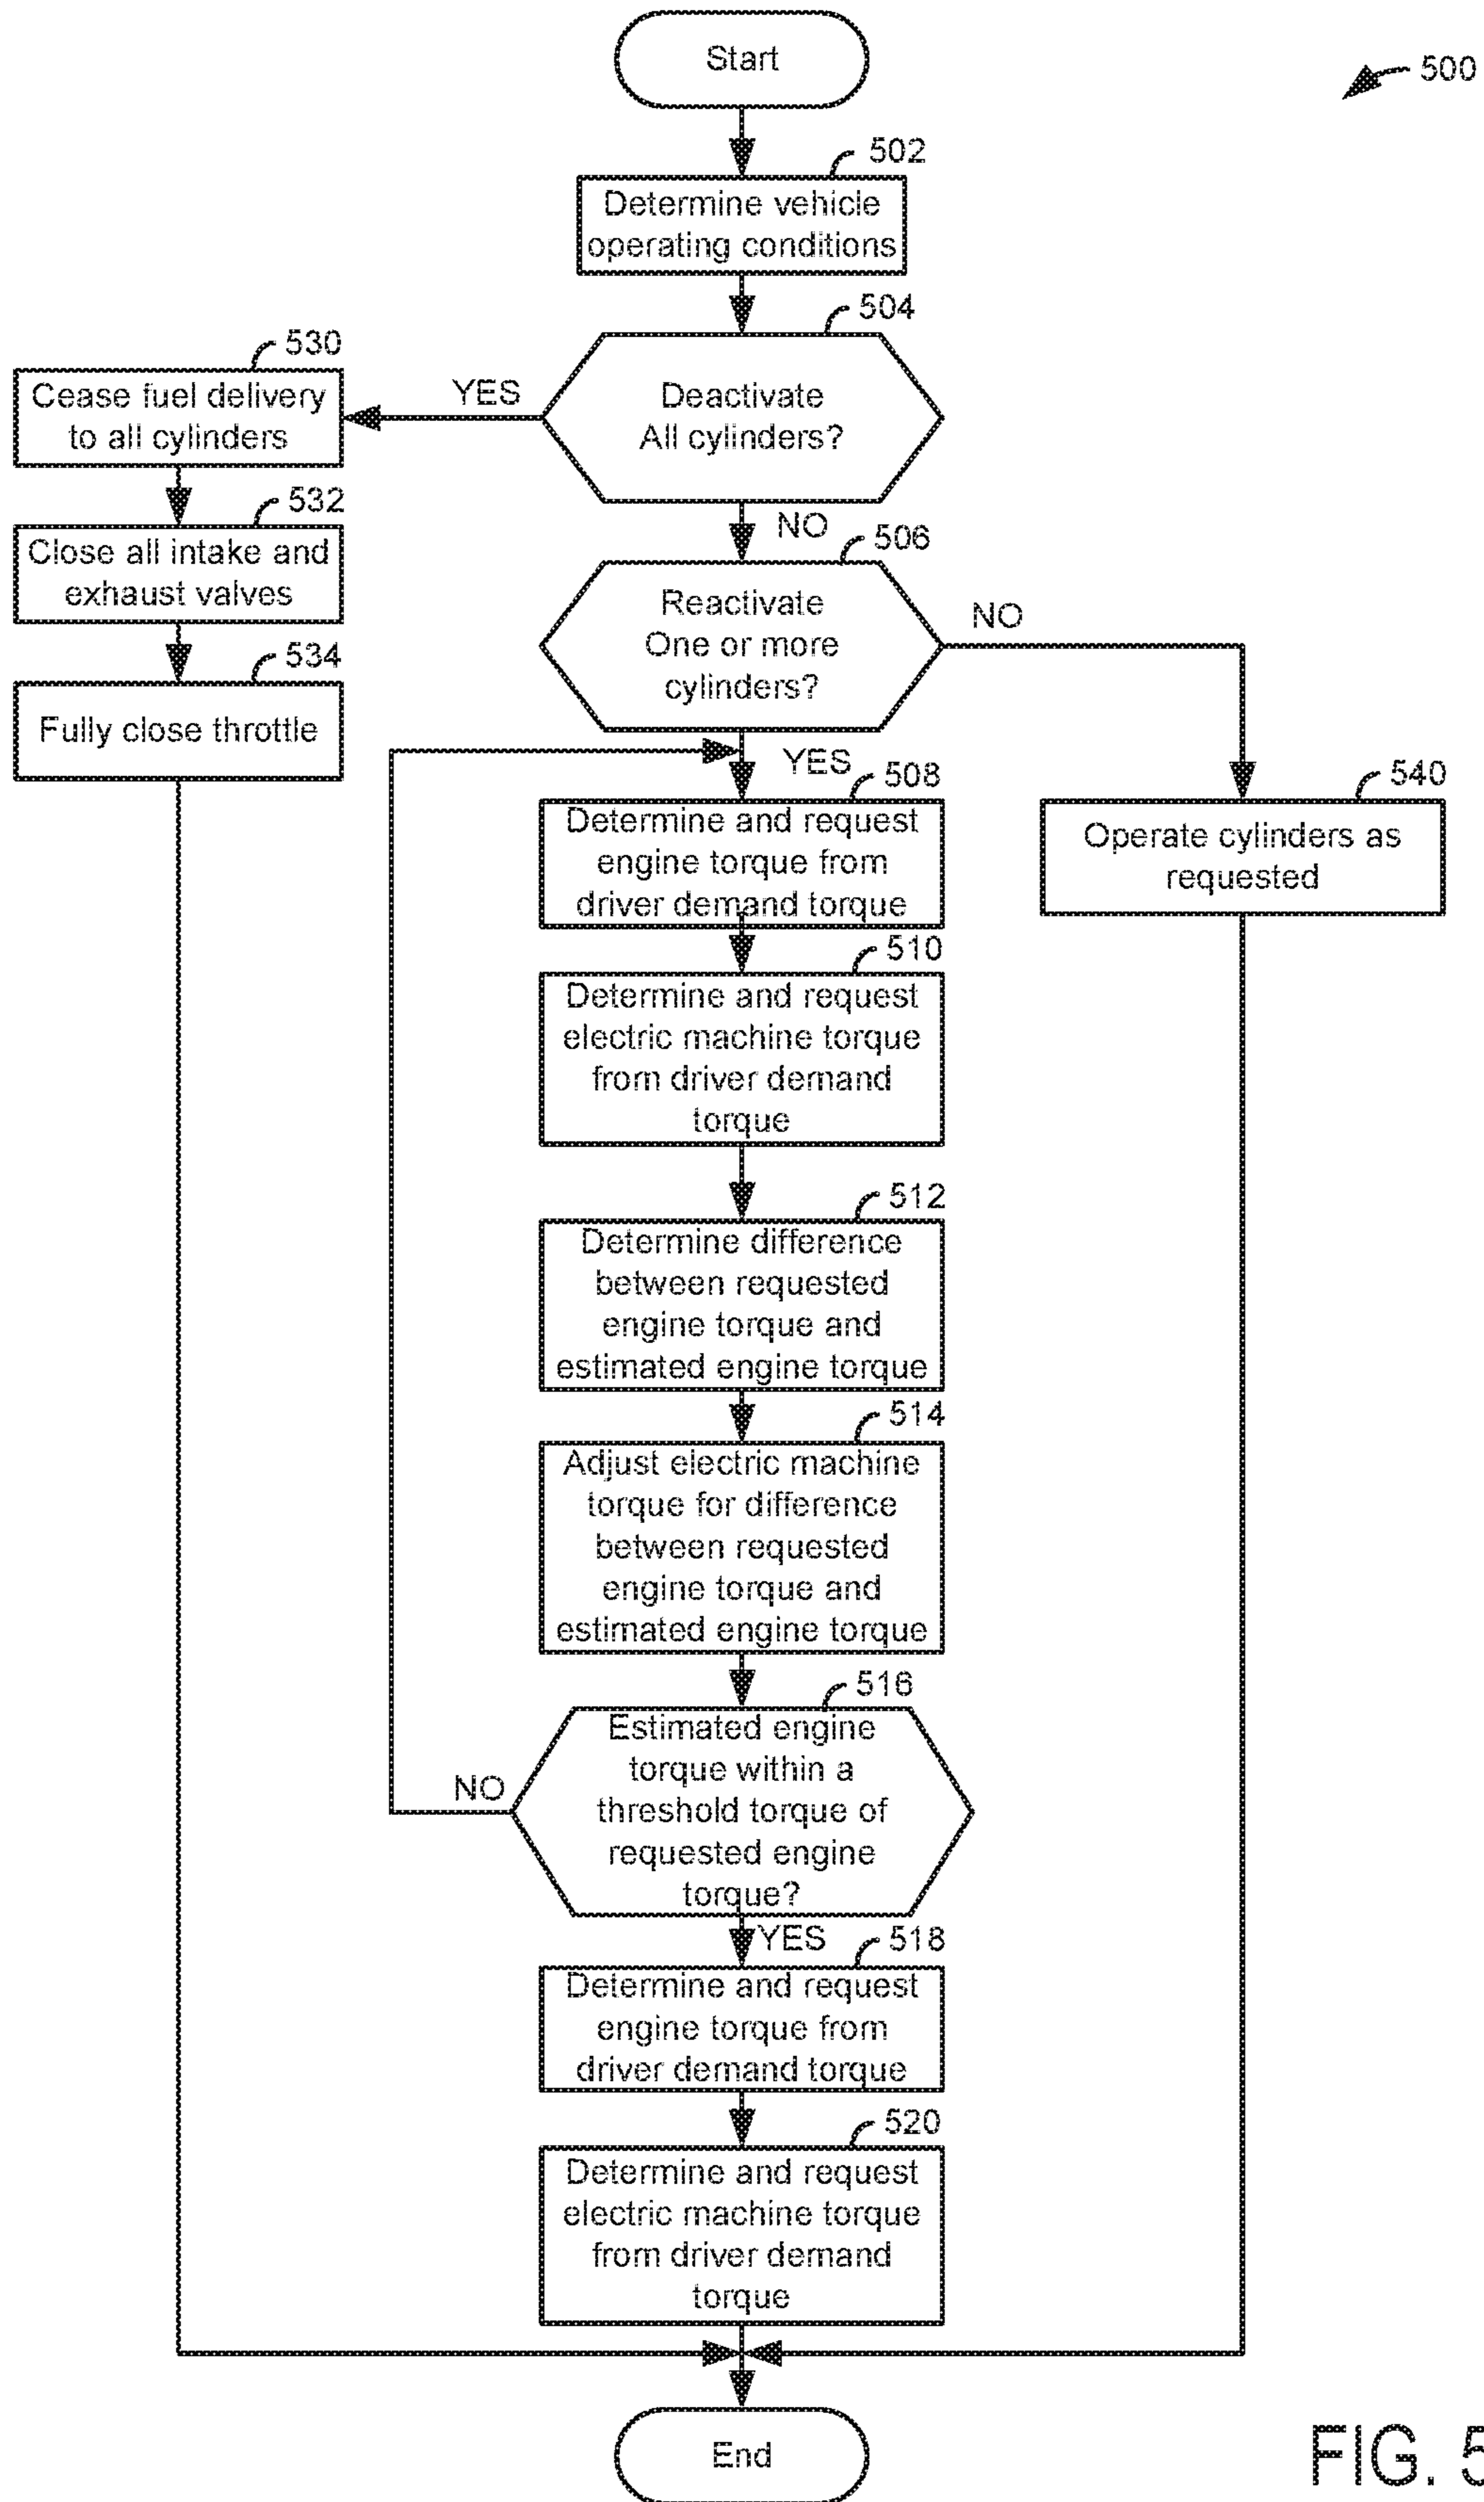 Start
500
502
Determine vehicle
operating conditions
504
Deactivate
All cylinders?
YES
530
Cease fuel delivery
to all cylinders
532
Close all intake and
exhaust valves
534
Fully close throttle
NO
506
Reactivate
One or more
cylinders?
NO
540
Operate cylinders as
requested
YES
508
Determine and request
engine torque from
driver demand torque
510
Determine and request
electric machine torque
from driver demand
torque
512
Determine difference
between requested
engine torque and
estimated engine torque
514
Adjust electric machine
torque for difference
between requested
engine torque and
estimated engine torque
516
Estimated engine
torque within a
threshold torque of
requested engine
torque?
NO
YES
518
Determine and request
engine torque from
driver demand torque
520
Determine and request
electric machine torque
from driver demand
torque
End
FIG. 5